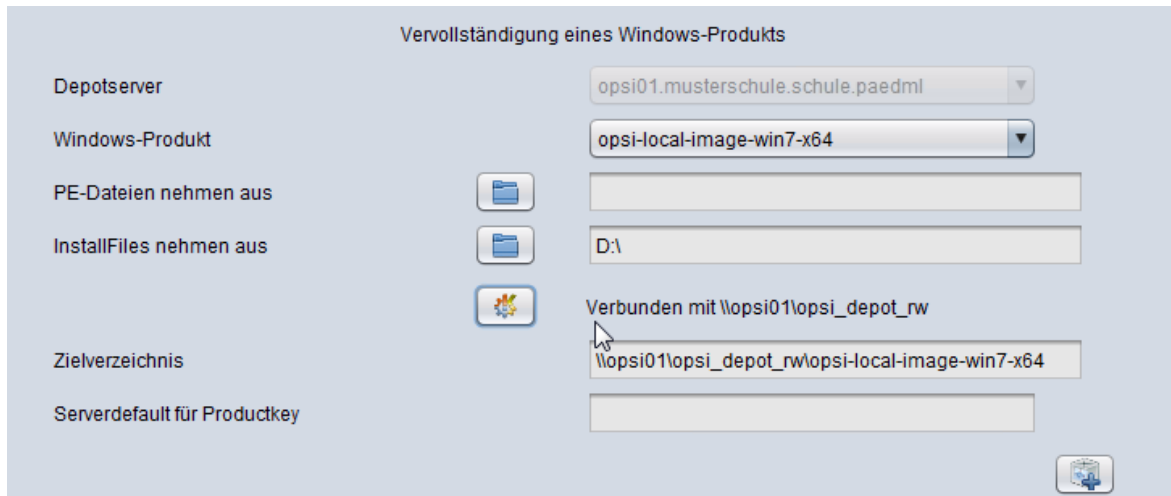 Vervollständigung eines Windows-Produkts
Depotserver opsi01.musterschule.schule.paedml
Windows-Produkt opsi-local-image-win7-x64
PE-Dateien nehmen aus
InstallFiles nehmen aus D:\
Verbunden mit \\opsi01\opsi_depot_rw
Zielverzeichnis \\opsi01\opsi_depot_rw\opsi-local-image-win7-x64
Serverdefault für Productkey